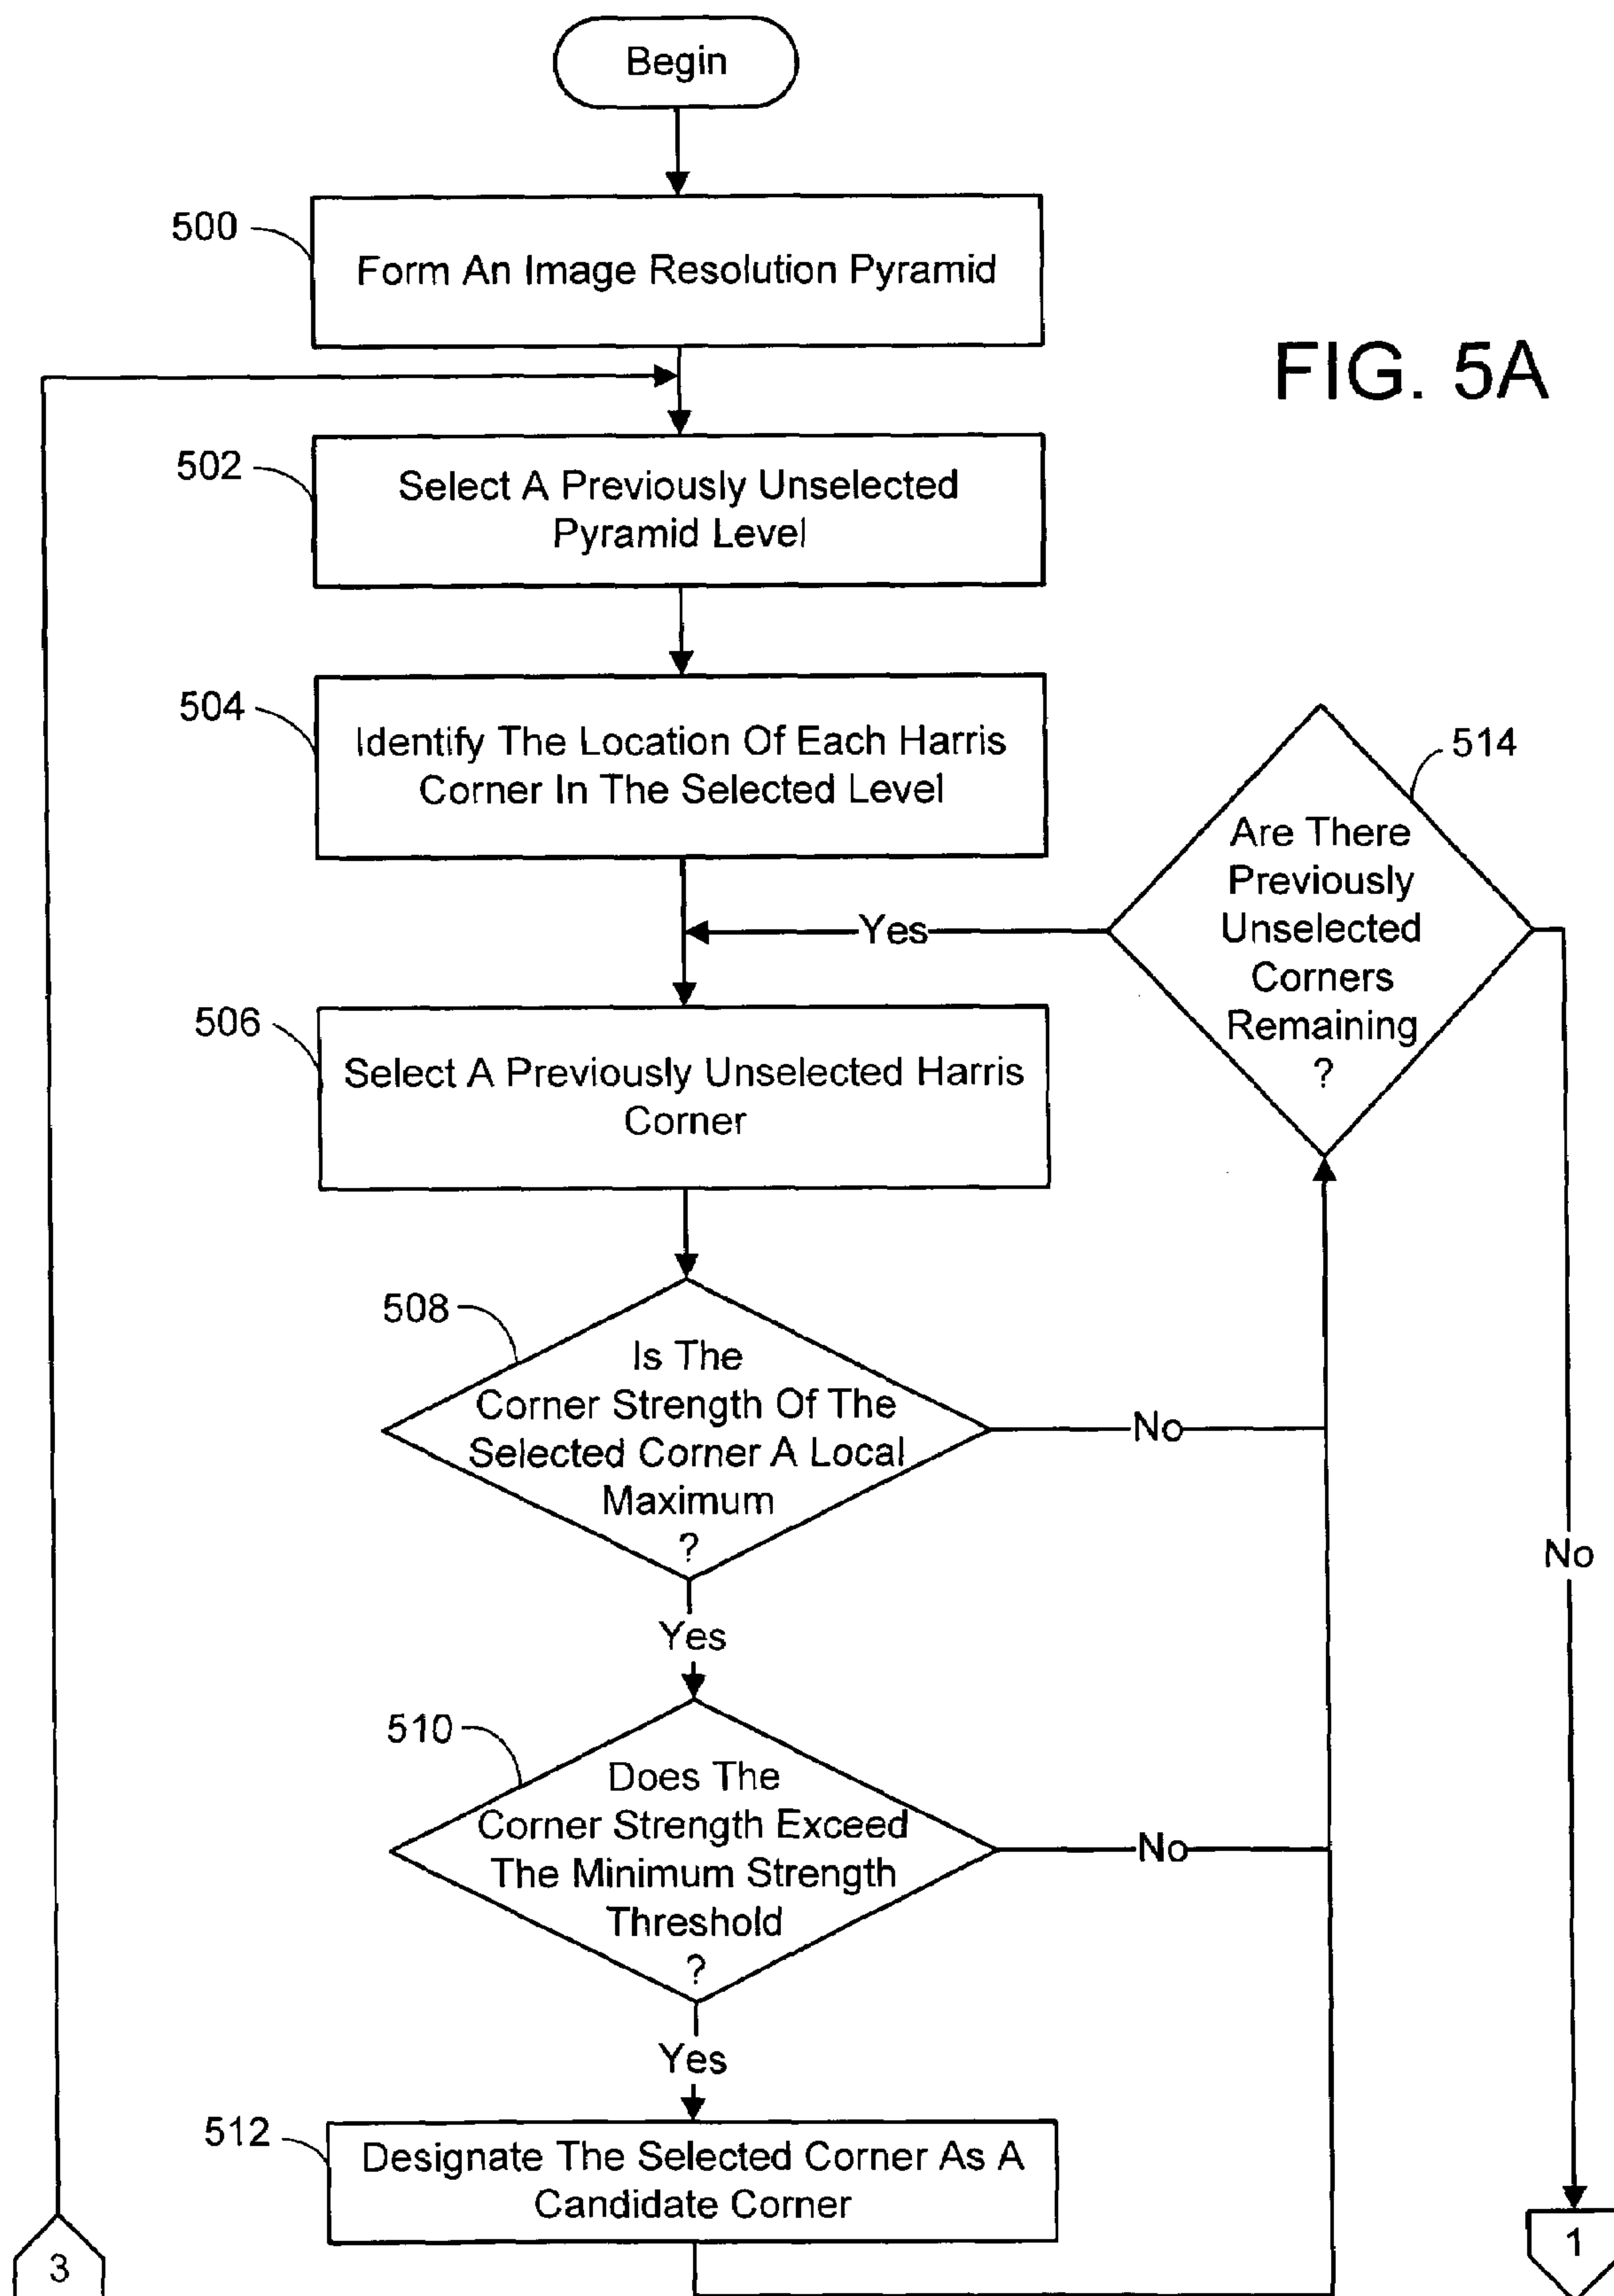 Begin
500
Form An Image Resolution Pyramid
FIG. 5A
502
Select A Previously Unselected
Pyramid Level
504
Identify The Location Of Each Harris
Corner In The Selected Level
514
Are There
Previously
Unselected
Corners
Remaining
?
Yes
506
Select A Previously Unselected Harris
Corner
508
Is The
Corner Strength Of The
Selected Corner A Local
Maximum
?
No
No
Yes
510
Does The
Corner Strength Exceed
The Minimum Strength
Threshold
?
No
Yes
512
Designate The Selected Corner As A
Candidate Corner
3
1